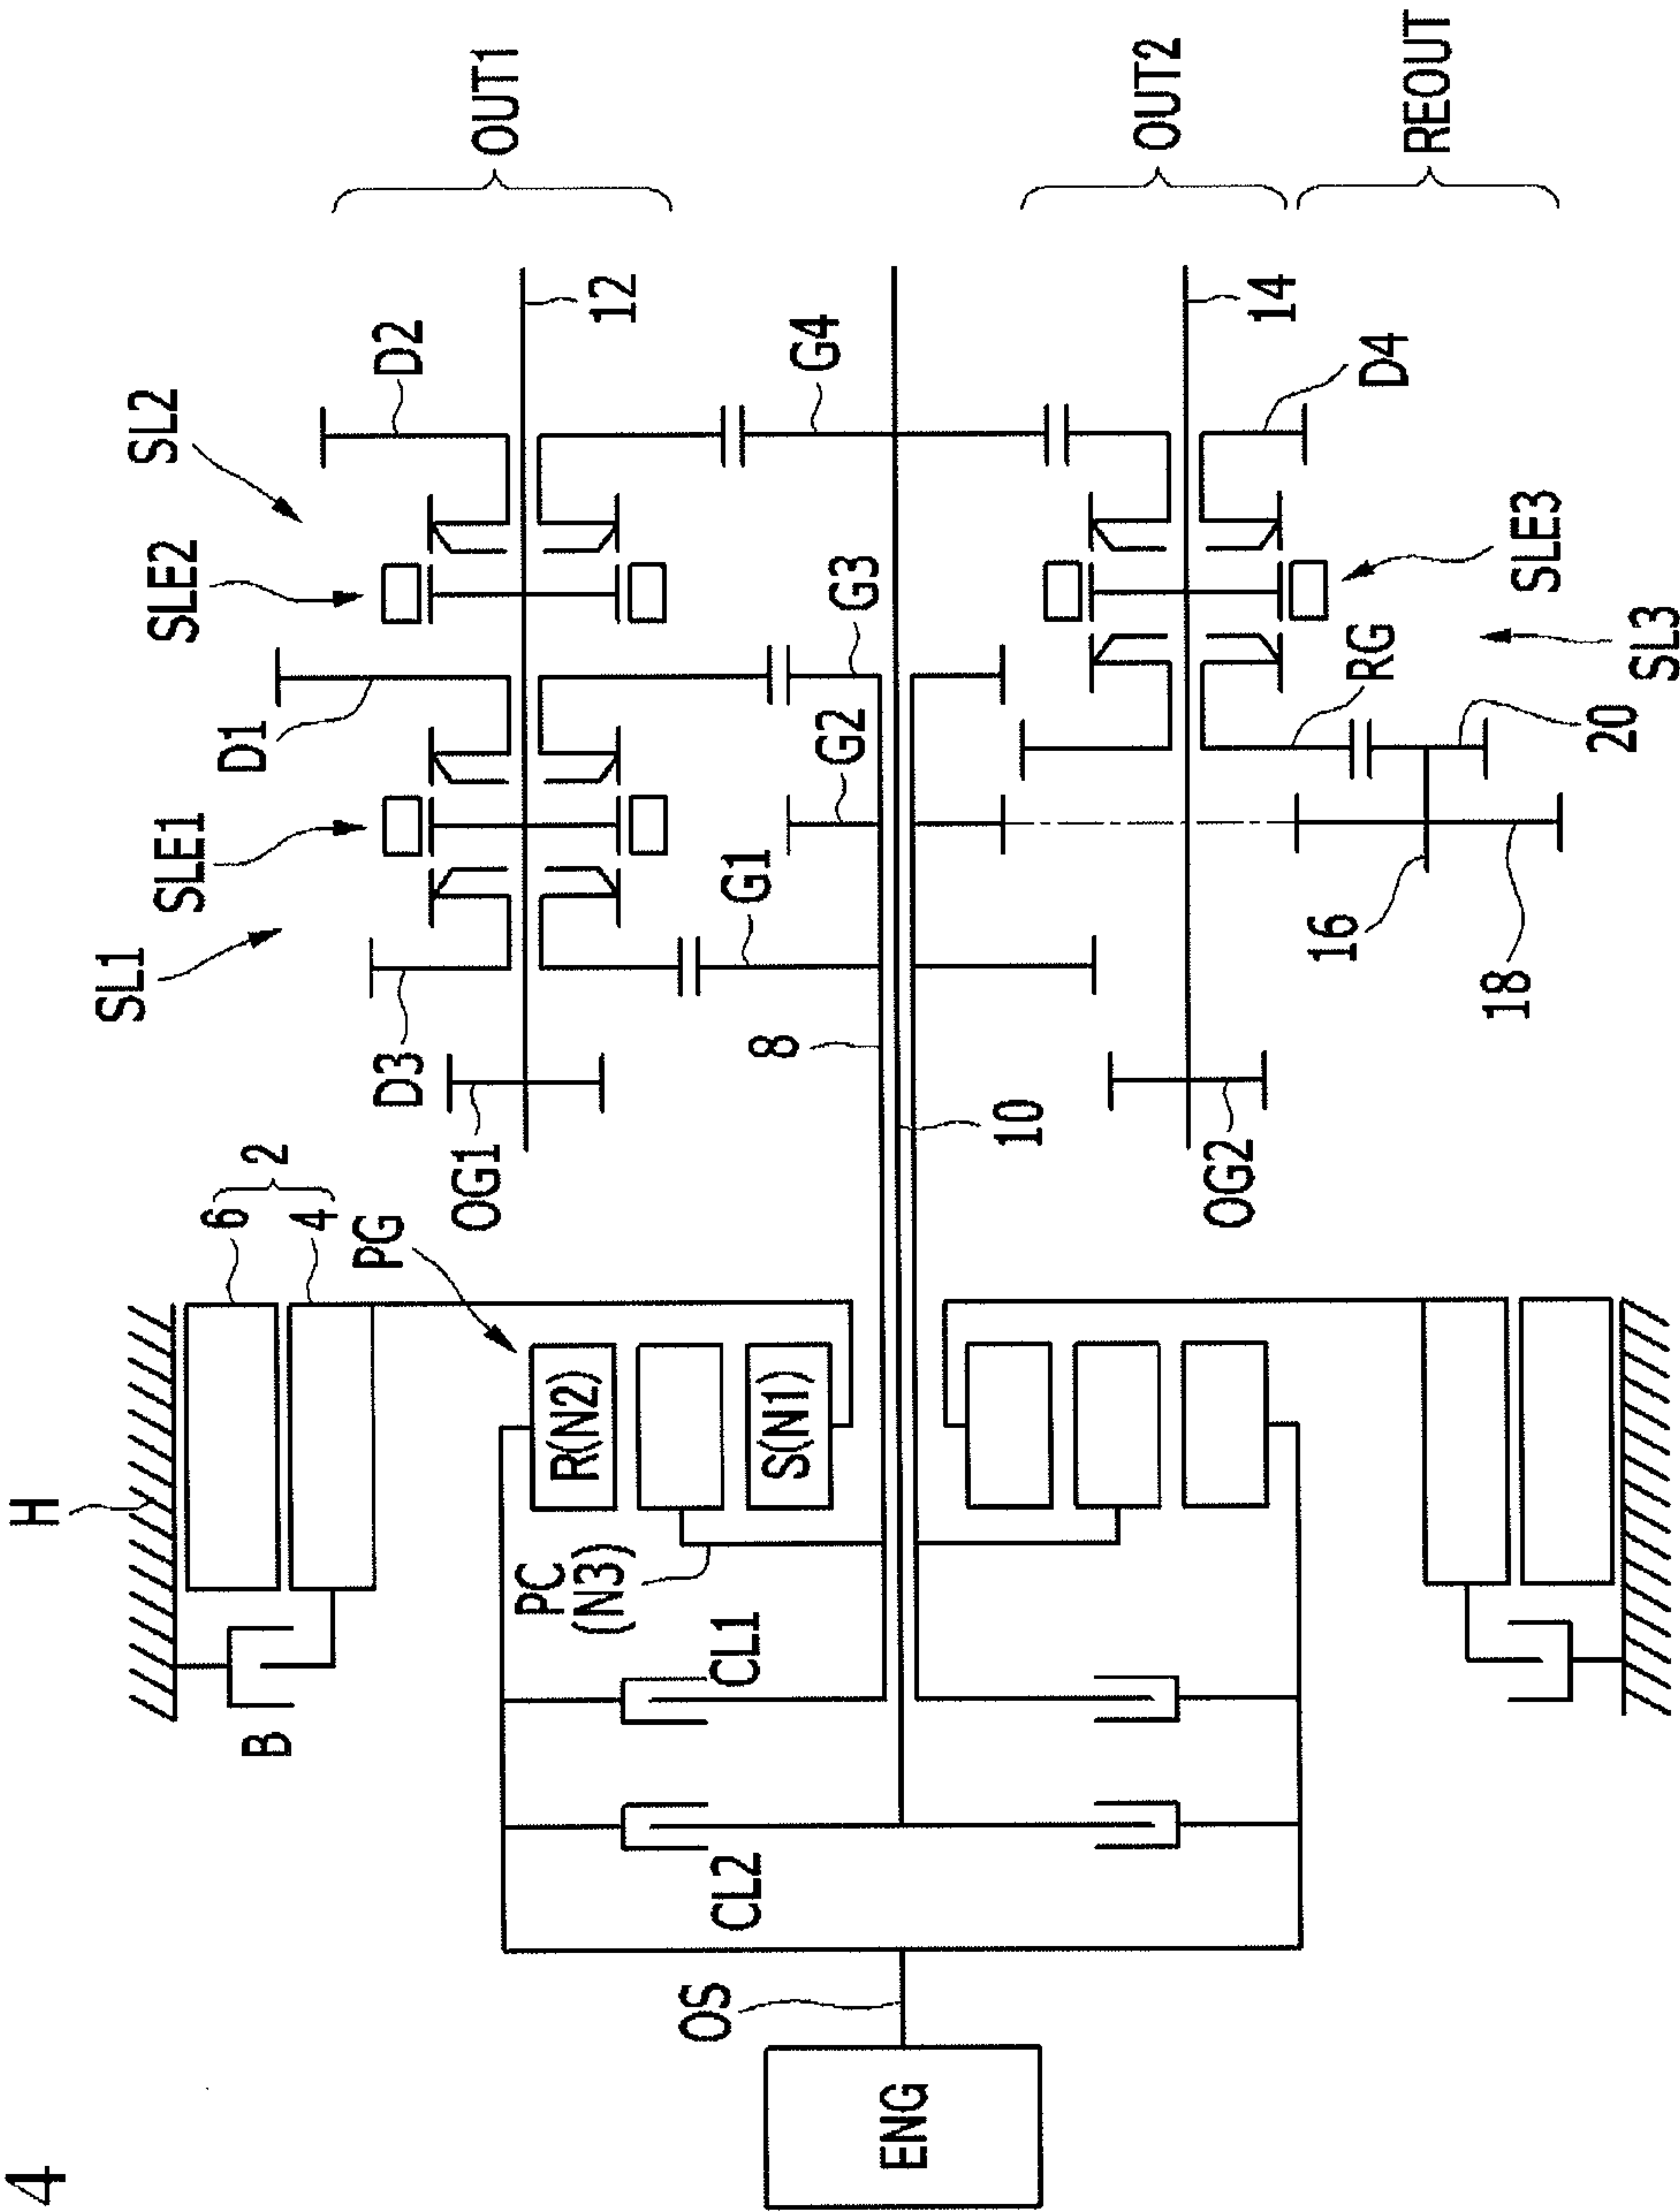 4
ENG
OS
CL2
CL1
B
H
PC
(N3)
R(N2)
S(N1)
PG
6
4
2
OG1
OG2
10
8
D3
SL1
SLE1
D1
SLE2
SL2
D2
12
OUT1
G1
G2
G3
G4
16
18
20
RG
SL3
SLE3
D4
14
OUT2
REOUT